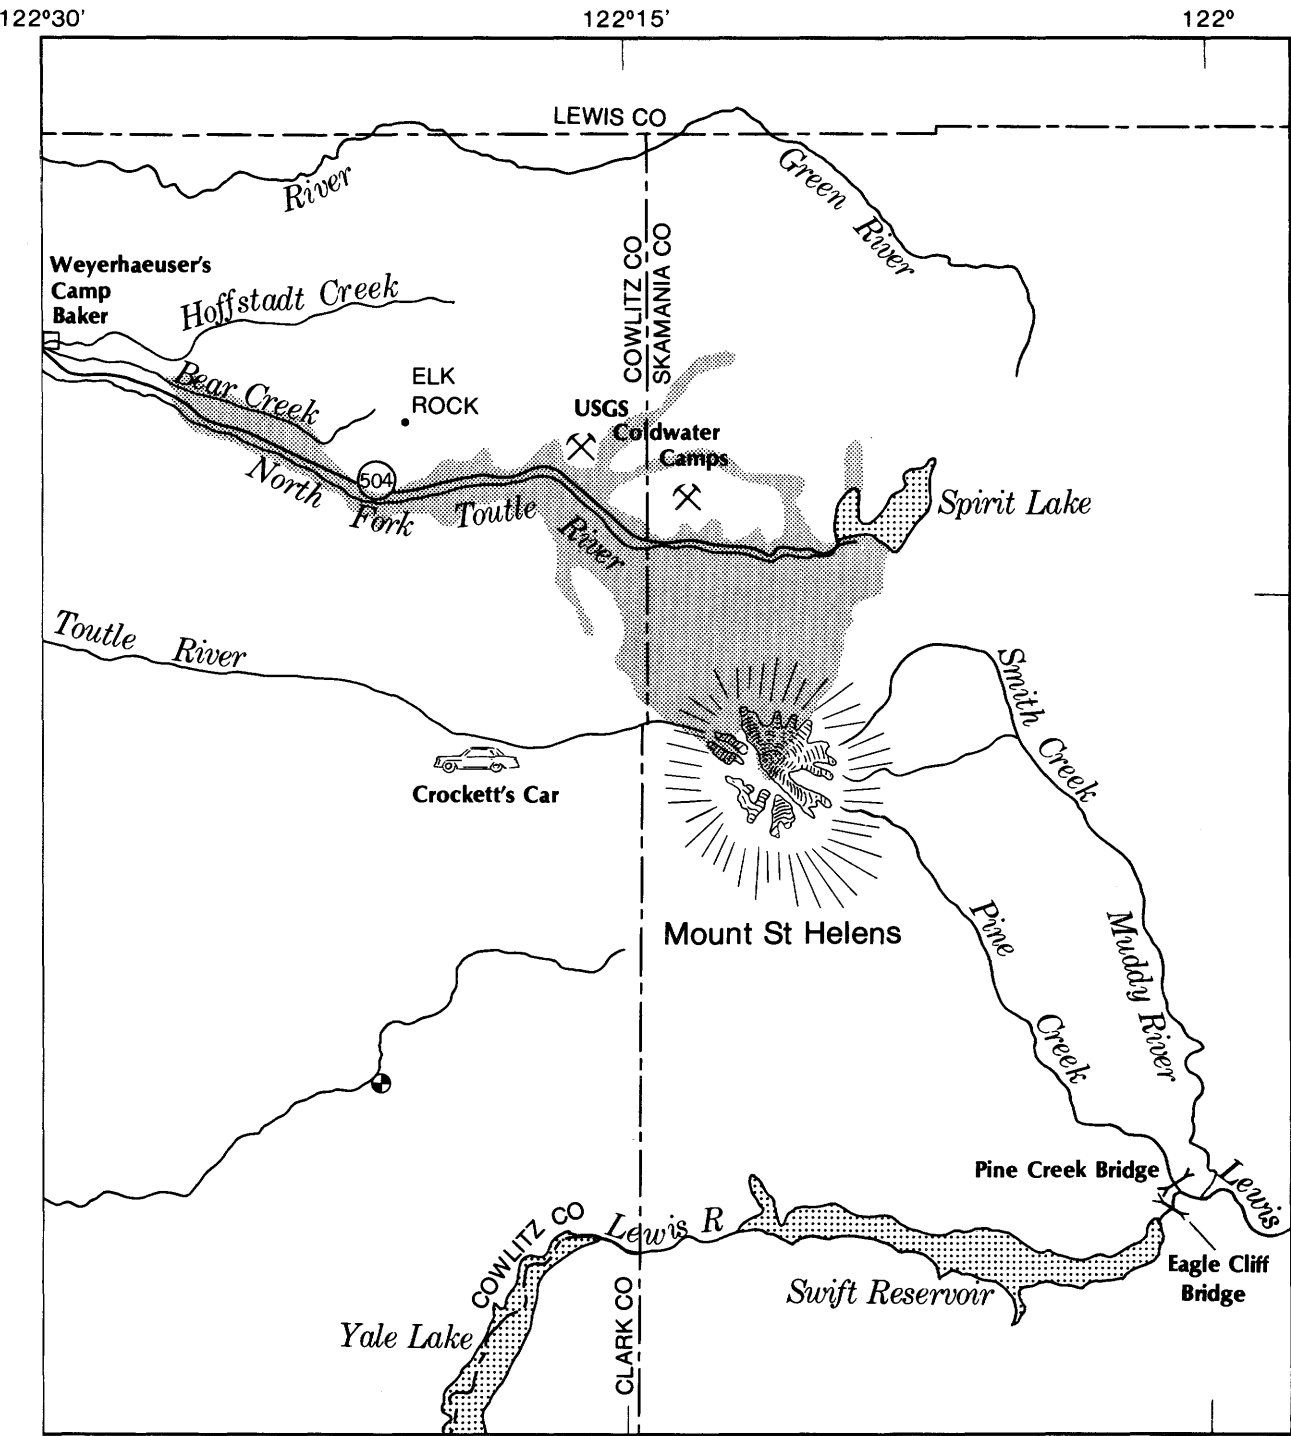 122°30' 122°15' 122°
LEWIS CO
River
Green River
COWLITZ CO
SKAMANIA CO
Weyerhaeuser's
Camp
Baker
Hoffstadt Creek
Bear Creek
ELK
ROCK
USGS
Coldwater
Camps
504
North Fork Toutle River
Spirit Lake
Toutle River
Smith Creek
Crockett's Car
Mount St Helens
Pine Creek
Muddy River
Pine Creek Bridge
Lewis
COWLITZ CO
Lewis R
Eagle Cliff
Bridge
Swift Reservoir
Yale Lake
CLARK CO